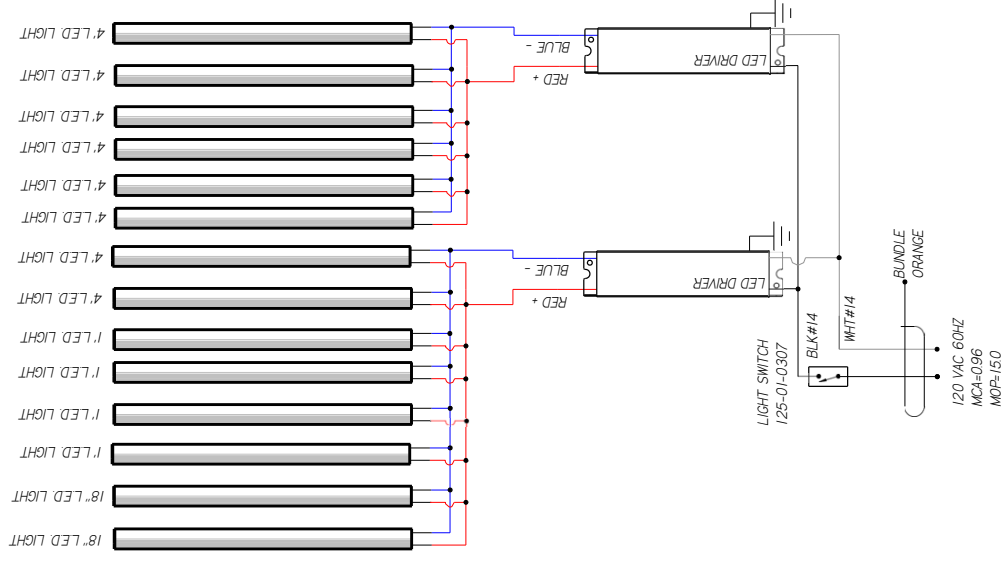 4' LED. LIGHT
4' LED. LIGHT
4' LED. LIGHT
4' LED. LIGHT
4' LED. LIGHT
4' LED. LIGHT
4' LED. LIGHT
4' LED. LIGHT
1' LED. LIGHT
1' LED. LIGHT
1' LED. LIGHT
1' LED. LIGHT
18" LED. LIGHT
18" LED. LIGHT
BLUE -
RED +
LED DRIVER
BLUE -
RED +
LED DRIVER
LIGHT SWITCH
125-01-0307
BLK#14
WHT#14
BUNDLE
ORANGE
120 VAC 60HZ
MCA=0.96
MOP=15.0